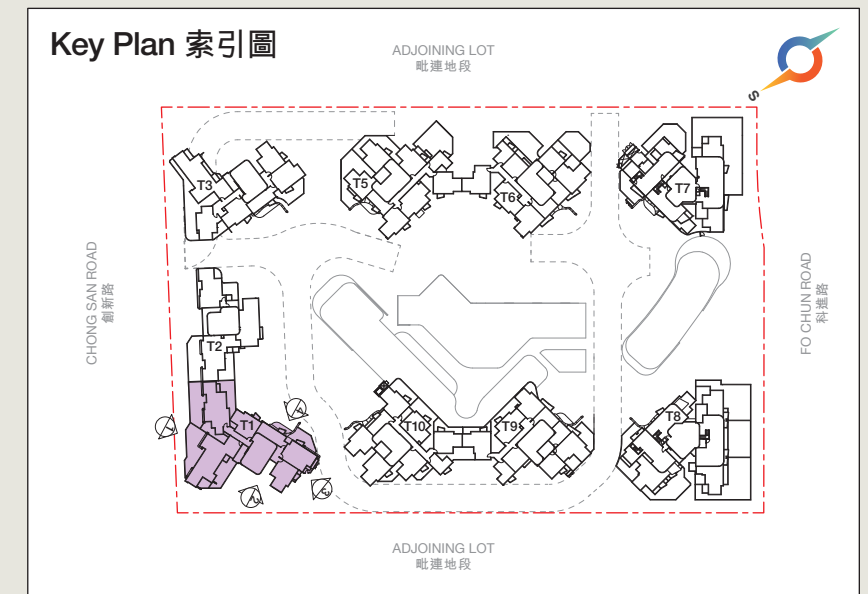 Key Plan 索引圖
ADJOINING LOT
毗連地段
S
T3
T5
T6
T7
CHONG SAN ROAD
創新路
FO CHUN ROAD
科進路
T2
T1
T10
T9
T8
ADJOINING LOT
毗連地段